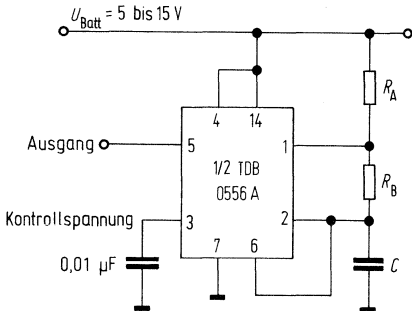 U_Batt = 5 bis 15 V
R_A
4 14
Ausgang 5 1
1/2 TDB
0556 A
R_B
Kontrollspannung 3 2
0,01 µF 7 6 C